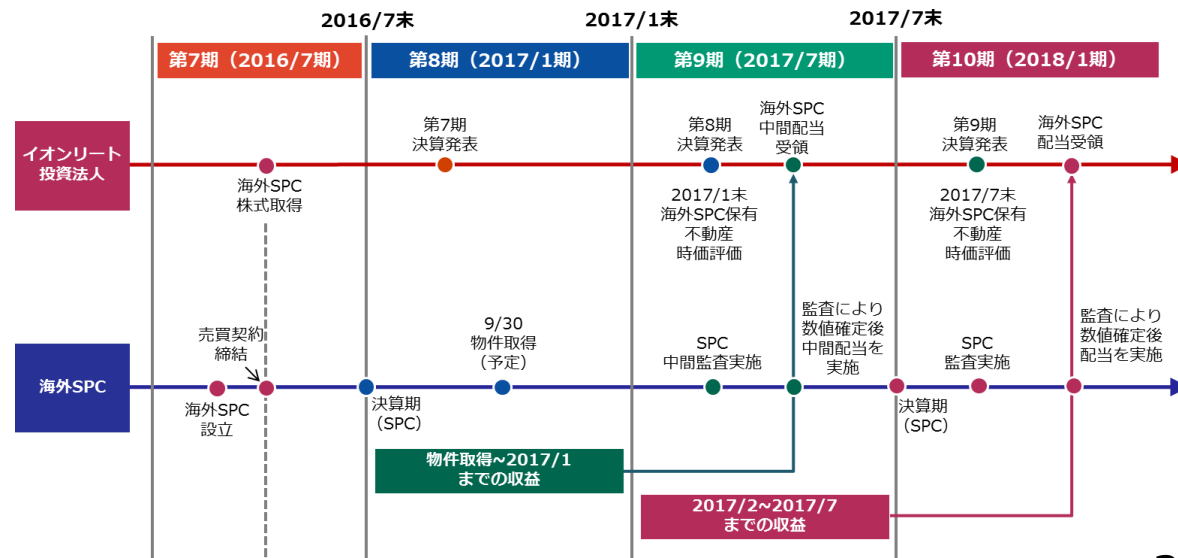 2016/7末
2017/1末
2017/7末
第7期（2016/7期）
第8期（2017/1期）
第9期（2017/7期）
第10期（2018/1期）
イオンリート
投資法人
海外SPC
株式取得
第7期
決算発表
第8期
決算発表
2017/1末
海外SPC保有
不動産
時価評価
海外SPC
中間配当
受領
第9期
決算発表
2017/7末
海外SPC保有
不動産
時価評価
海外SPC
配当受領
海外SPC
売買契約
締結
海外SPC
設立
決算期
（SPC）
9/30
物件取得
（予定）
SPC
中間監査実施
監査により
数値確定後
中間配当を
実施
決算期
（SPC）
SPC
監査実施
監査により
数値確定後
配当を実施
物件取得~2017/1
までの収益
2017/2~2017/7
までの収益